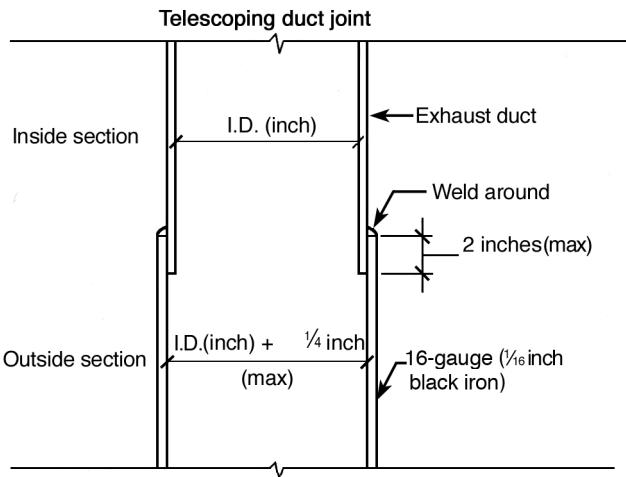 Telescoping duct joint
Inside section
I.D. (inch)
Exhaust duct
Weld around
2 inches (max)
Outside section
I.D.(inch) + ¼ inch
(max)
16-gauge (1⁄16 inch
black iron)